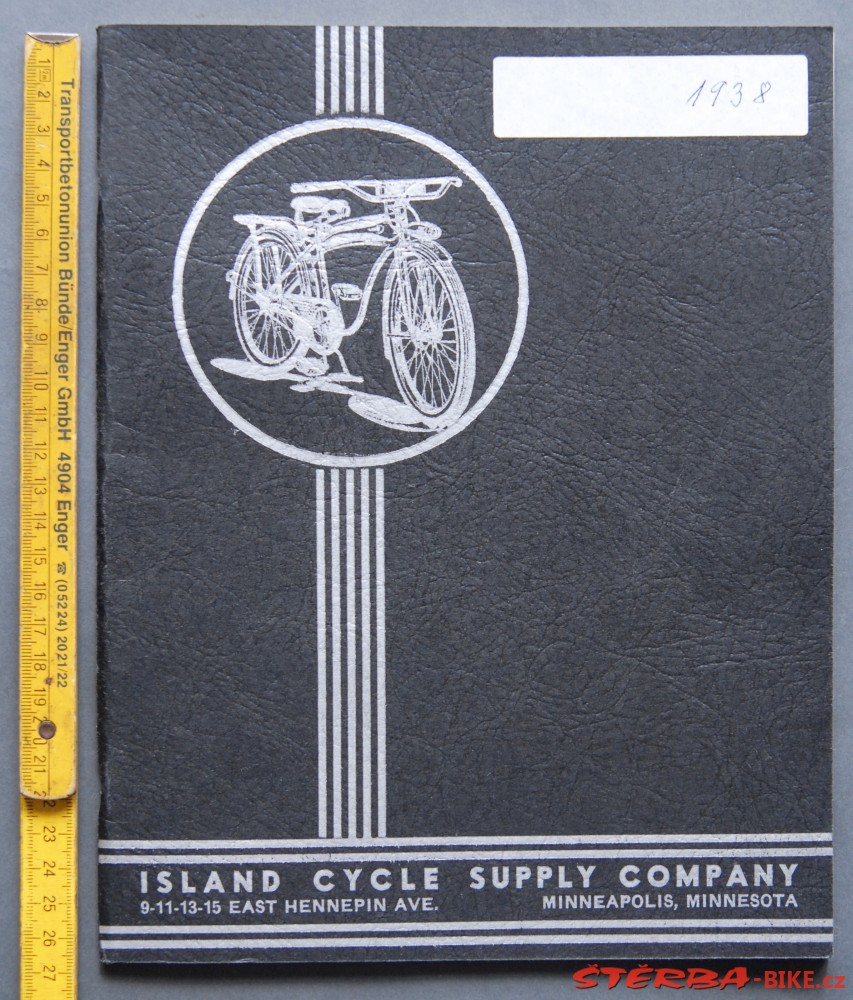 1938
ISLAND CYCLE SUPPLY COMPANY
9-11-13-15 EAST HENNEPIN AVE. MINNEAPOLIS, MINNESOTA
Transportbetonunion Bünde/Enger GmbH 4904 Enger ☎ (05224) 2021/22
1 2 3 4 5 6 7 8 9 10 11 12 13 14 15 16 17 18 19 20 21 22 23 24 25 26 27
ŠTĚRBA-BIKE.cz